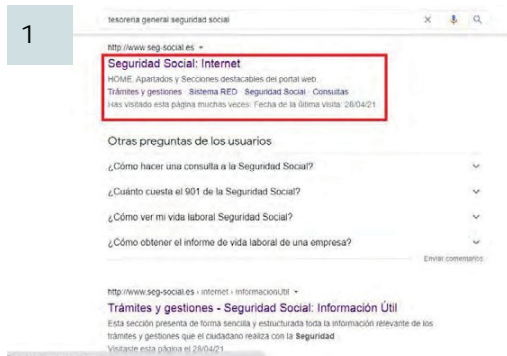 1
tesoreria general seguridad social
http://www.seg-social.es
Seguridad Social: Internet
HOME. Apartados y Secciones destacables del portal web.
Trámites y gestiones · Sistema RED · Seguridad Social · Consultas
Has visitado esta página muchas veces. Fecha de la última visita: 28/04/21
Otras preguntas de los usuarios
¿Cómo hacer una consulta a la Seguridad Social?
¿Cuánto cuesta el 901 de la Seguridad Social?
¿Cómo ver mi vida laboral Seguridad Social?
¿Cómo obtener el informe de vida laboral de una empresa?
Enviar comentarios
http://www.seg-social.es › internet › InformacionUtil
Trámites y gestiones - Seguridad Social: Información Útil
Esta sección presenta de forma sencilla y estructurada toda la información relevante de los
trámites y gestiones que el ciudadano realiza con la Seguridad
Visitaste esta página el 28/04/21.